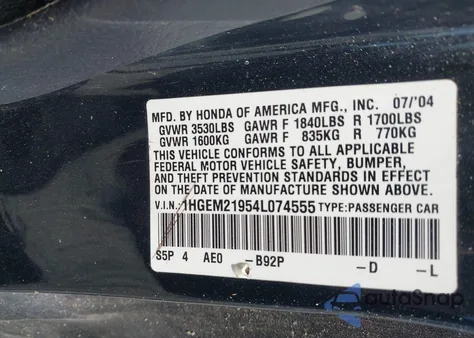 MFD. BY HONDA OF AMERICA MFG., INC. 07/'04
GVWR 3530LBS GAWR F 1840LBS R 1700LBS
GVWR 1600KG GAWR F 835KG R 770KG
THIS VEHICLE CONFORMS TO ALL APPLICABLE
FEDERAL MOTOR VEHICLE SAFETY, BUMPER,
AND THEFT PREVENTION STANDARDS IN EFFECT
ON THE DATE OF MANUFACTURE SHOWN ABOVE.
V.I.N.: 1HGEM21954L074555 TYPE:PASSENGER CAR
S5P 4 AE0 -B92P -D -L
autoSnap